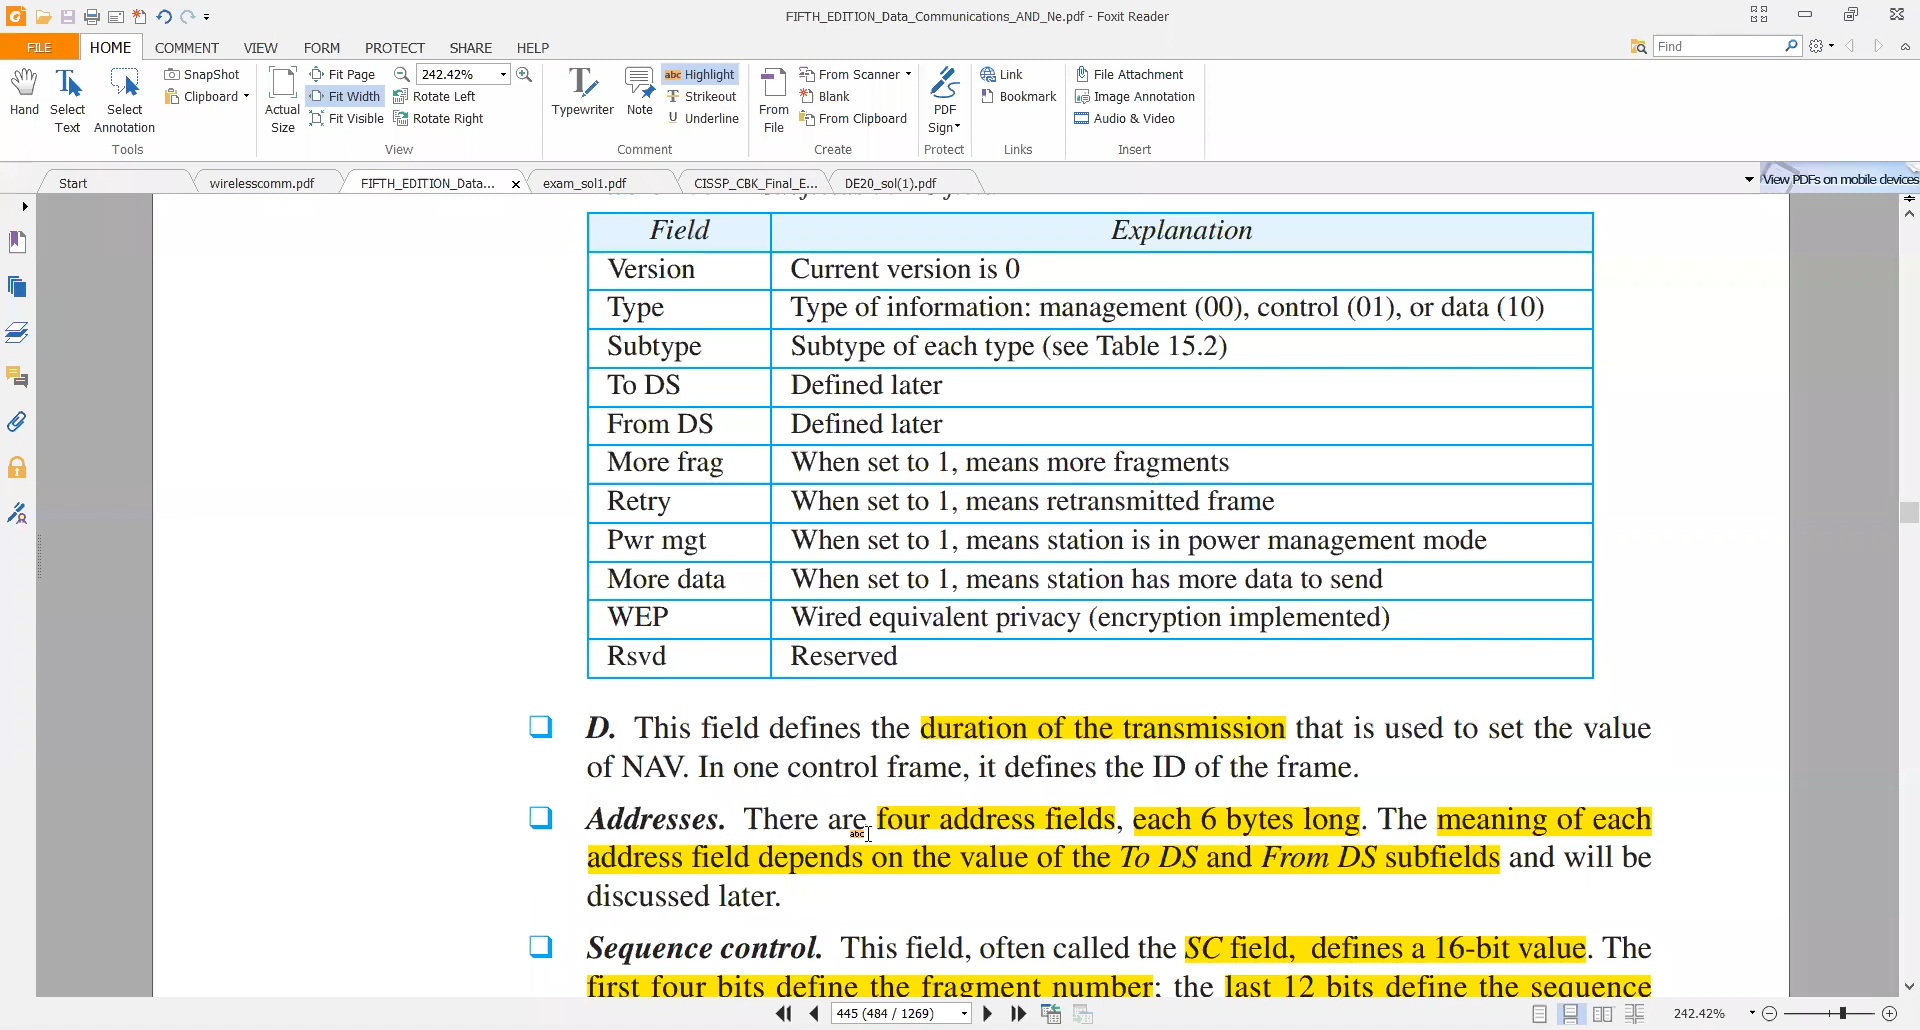 FIFTH_EDITION_Data_Communications_AND_Ne.pdf - Foxit Reader
FILE HOME COMMENT VIEW FORM PROTECT SHARE HELP Find
Hand
Select
Text
Select
Annotation
SnapShot
Clipboard
Tools
Actual
Size
Fit Page
Fit Width
Fit Visible
242.42%
Rotate Left
Rotate Right
View
Typewriter
Note
abc Highlight
Strikeout
Underline
Comment
From
File
From Scanner
Blank
From Clipboard
Create
PDF
Sign
Protect
Link
Bookmark
Links
File Attachment
Image Annotation
Audio & Video
Insert
Start wirelesscomm.pdf FIFTH_EDITION_Data... exam_sol1.pdf CISSP_CBK_Final_E... DE20_sol(1).pdf View PDFs on mobile devices
Field Explanation
Version Current version is 0
Type Type of information: management (00), control (01), or data (10)
Subtype Subtype of each type (see Table 15.2)
To DS Defined later
From DS Defined later
More frag When set to 1, means more fragments
Retry When set to 1, means retransmitted frame
Pwr mgt When set to 1, means station is in power management mode
More data When set to 1, means station has more data to send
WEP Wired equivalent privacy (encryption implemented)
Rsvd Reserved
D. This field defines the duration of the transmission that is used to set the value
of NAV. In one control frame, it defines the ID of the frame.
Addresses. There are four address fields, each 6 bytes long. The meaning of each
abc
address field depends on the value of the To DS and From DS subfields and will be
discussed later.
Sequence control. This field, often called the SC field, defines a 16-bit value. The
first four bits define the fragment number; the last 12 bits define the sequence
445 (484 / 1269) 242.42%